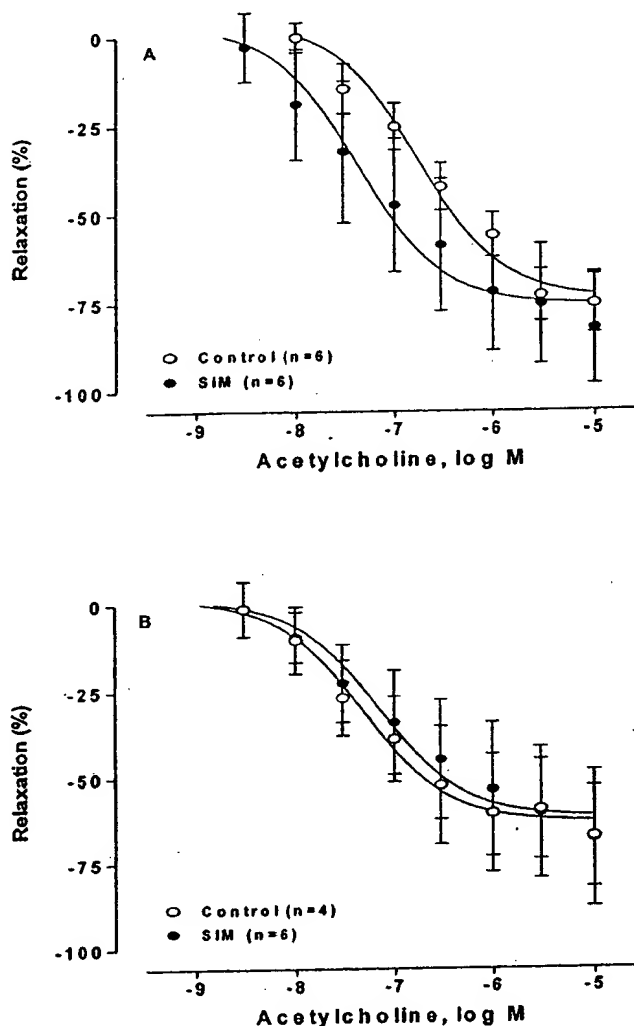 A
Relaxation (%)
0
-25
-50
-75
-100
Control (n=6)
SIM (n=6)
-9 -8 -7 -6 -5
Acetylcholine, log M
B
Relaxation (%)
0
-25
-50
-75
-100
Control (n=4)
SIM (n=6)
-9 -8 -7 -6 -5
Acetylcholine, log M